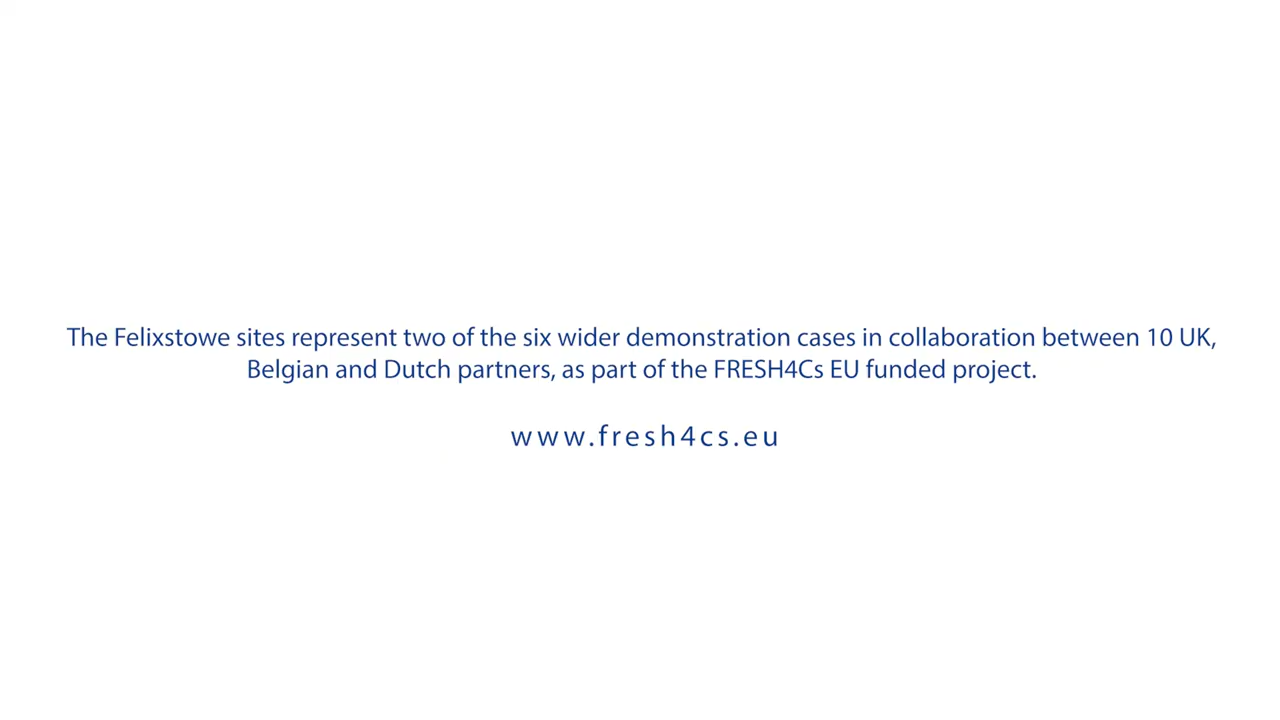 The Felixstowe sites represent two of the six wider demonstration cases in collaboration between 10 UK,
Belgian and Dutch partners, as part of the FRESH4Cs EU funded project.
www.fresh4cs.eu